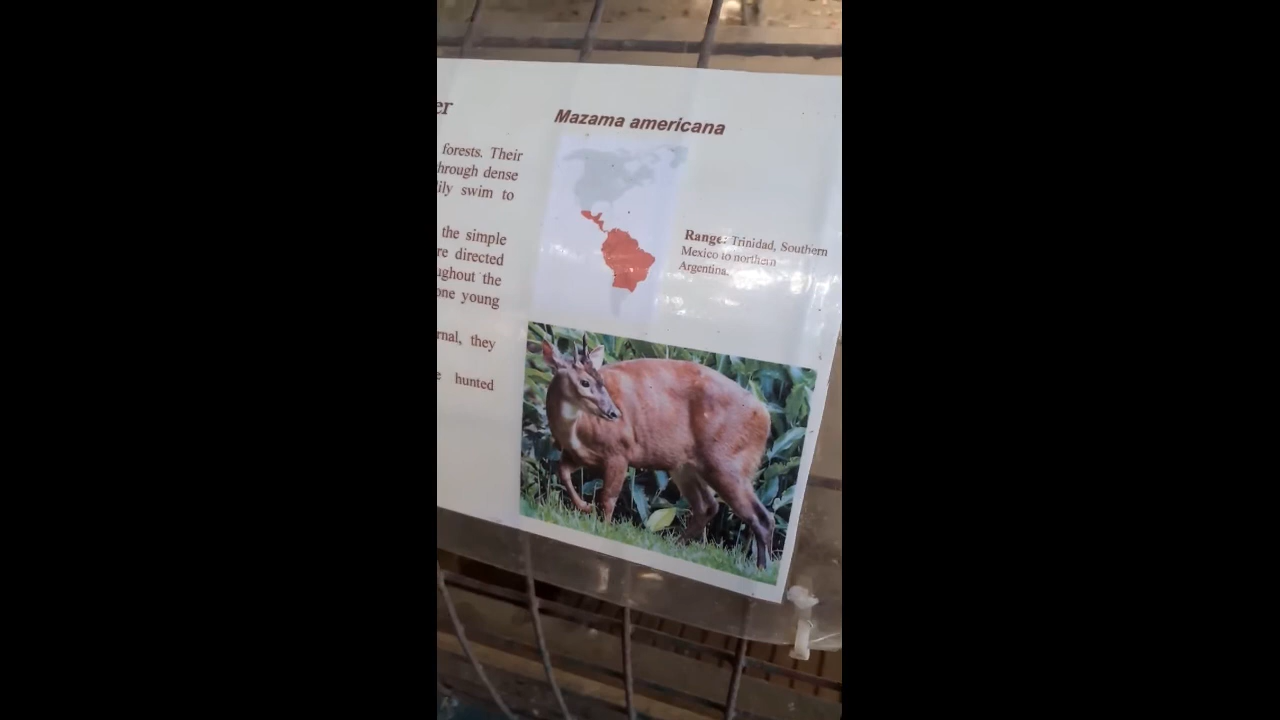 er
Mazama americana
forests. Their
through dense
ily swim to
the simple
re directed
ughout the
one young
rnal, they
e hunted
Range: Trinidad, Southern
Mexico to northern
Argentina.